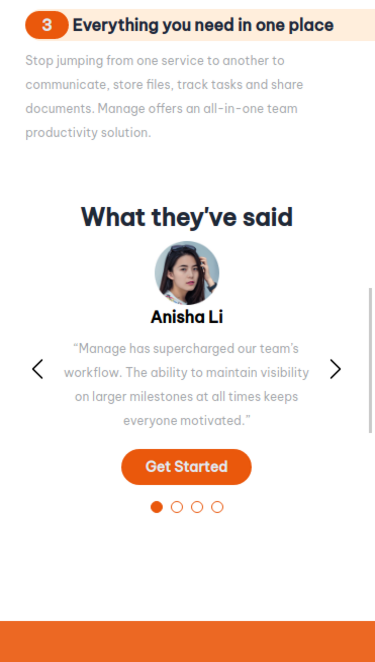 3 Everything you need in one place
Stop jumping from one service to another to
communicate, store files, track tasks and share
documents. Manage offers an all-in-one team
productivity solution.
What they've said
Anisha Li
“Manage has supercharged our team’s
workflow. The ability to maintain visibility
on larger milestones at all times keeps
everyone motivated.”
Get Started